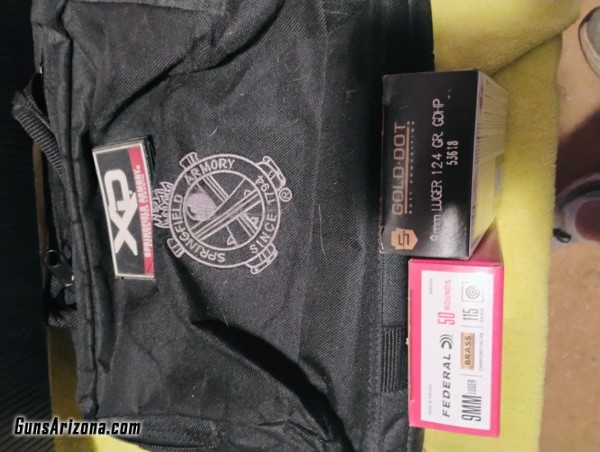 XD
SPRINGFIELD ARMORY
SINCE 1794
®
GOLD DOT
9mm LUGER 124 GR. GDHP
53618
FEDERAL
50 ROUNDS
9MM LUGER
BRASS
115
GRAIN
GunsArizona.com